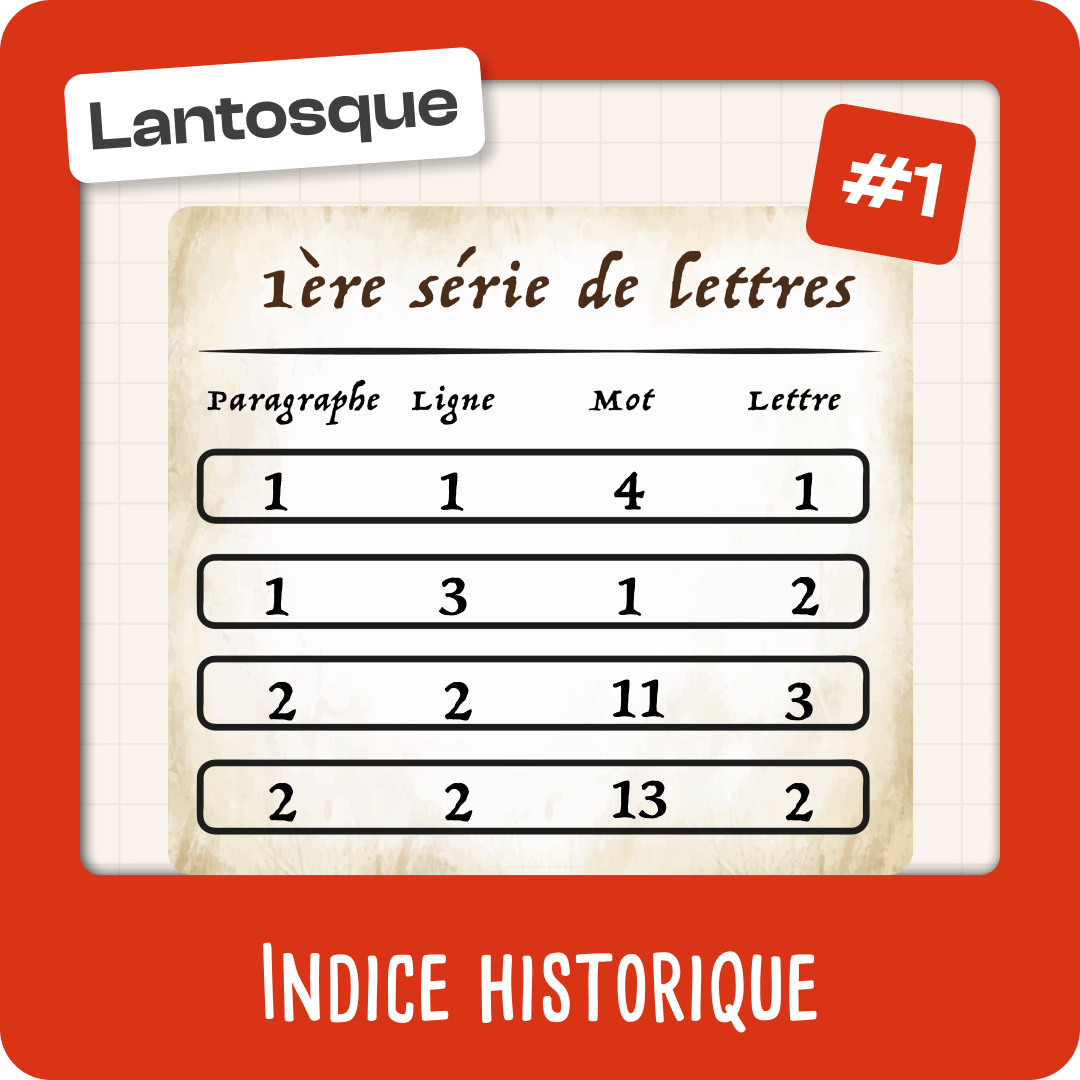 Lantosque
#1
1ère série de lettres
Paragraphe Ligne Mot Lettre
1 1 4 1
1 3 1 2
2 2 11 3
2 2 13 2
INDICE HISTORIQUE